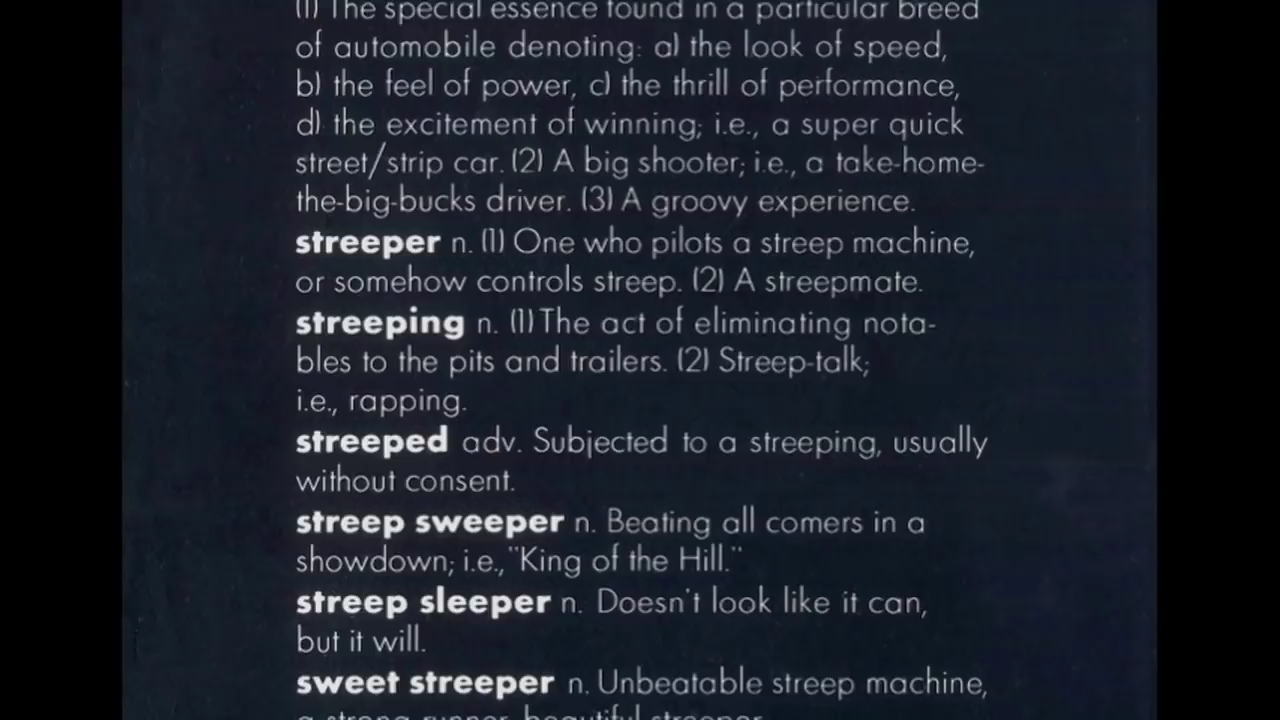 (1) The special essence found in a particular breed
of automobile denoting: a) the look of speed,
b) the feel of power, c) the thrill of performance,
d) the excitement of winning; i.e., a super quick
street/strip car. (2) A big shooter; i.e., a take-home-
the-big-bucks driver. (3) A groovy experience.
streeper n. (1) One who pilots a streep machine,
or somehow controls streep. (2) A streepmate.
streeping n. (1) The act of eliminating nota-
bles to the pits and trailers. (2) Streep-talk;
i.e., rapping.
streeped adv. Subjected to a streeping, usually
without consent.
streep sweeper n. Beating all comers in a
showdown; i.e., "King of the Hill."
streep sleeper n. Doesn't look like it can,
but it will.
sweet streeper n. Unbeatable streep machine,
a strong runner, beautiful streeper.